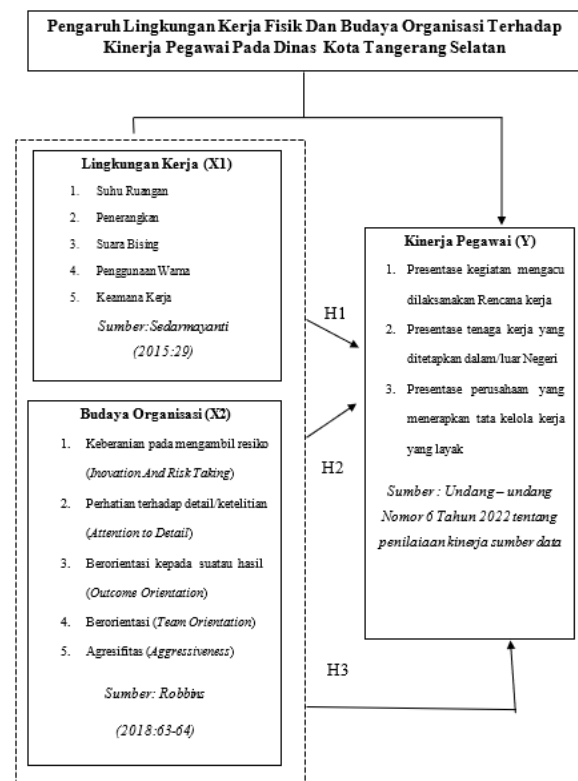 Pengaruh Lingkungan Kerja Fisik Dan Budaya Organisasi Terhadap
Kinerja Pegawai Pada Dinas Kota Tangerang Selatan
Lingkungan Kerja (X1)
1. Suhu Ruangan
2. Penerangkan
3. Suara Bising
4. Penggunaan Warna
5. Keamana Kerja
Sumber:Sedarmayanti
(2015:29)
Budaya Organisasi (X2)
1. Keberanian pada mengambil resiko
(Inovation And Risk Taking)
2. Perhatian terhadap detail/ketelitian
(Attention to Detail)
3. Berorientasi kepada suatau hasil
(Outcome Orientation)
4. Berorientasi (Team Orientation)
5. Agresifitas (Aggressiveness)
Sumber: Robbins
(2018:63-64)
H1
H2
H3
Kinerja Pegawai (Y)
1. Presentase kegiatan mengacu
dilaksanakan Rencana kerja
2. Presentase tenaga kerja yang
ditetapkan dalam/luar Negeri
3. Presentase perusahaan yang
menerapkan tata kelola kerja
yang layak
Sumber : Undang – undang
Nomor 6 Tahun 2022 tentang
penilaiaan kinerja sumber data